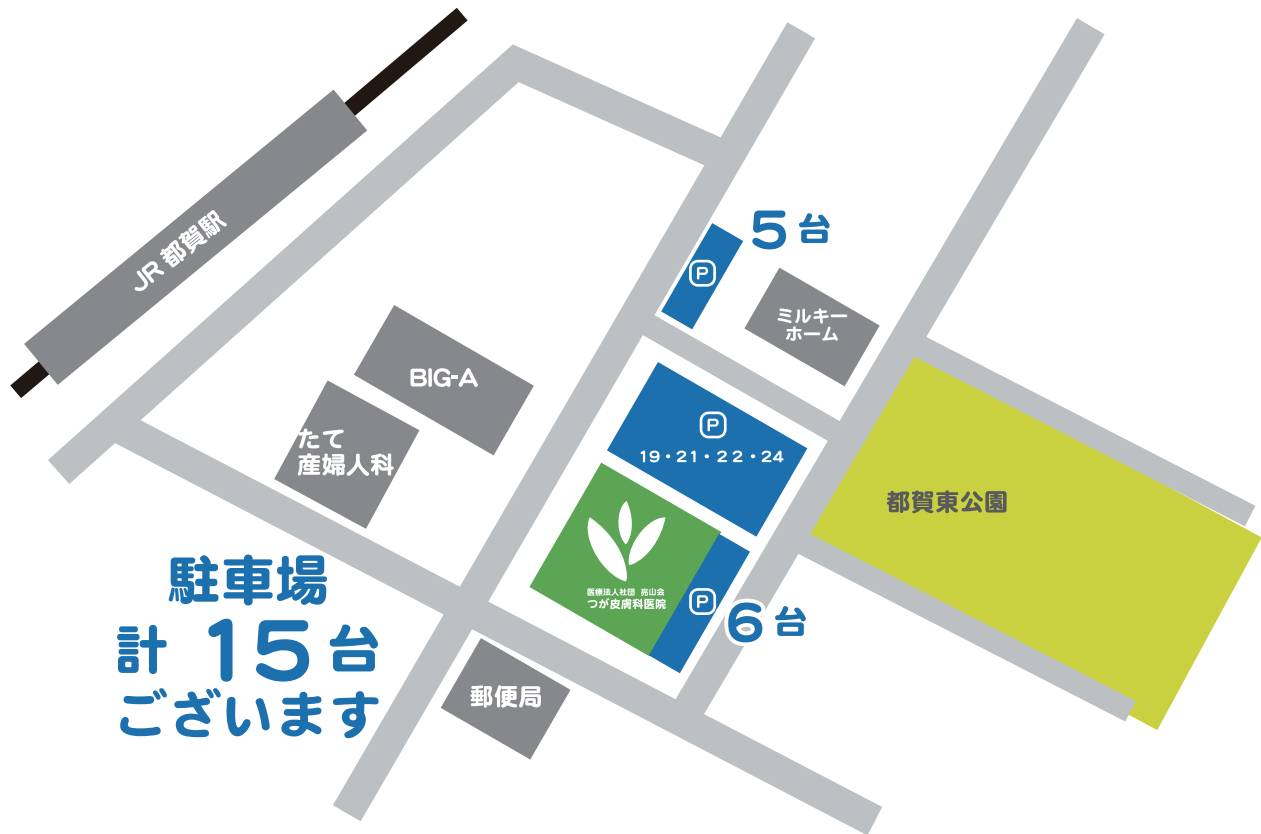 JR 都賀駅
5 台
P
ミルキー
ホーム
BIG-A
たて
産婦人科
P
19・21・22・24
都賀東公園
医療法人社団 亮山会
つが皮膚科医院
P
6 台
駐車場
計 15 台
ございます
郵便局